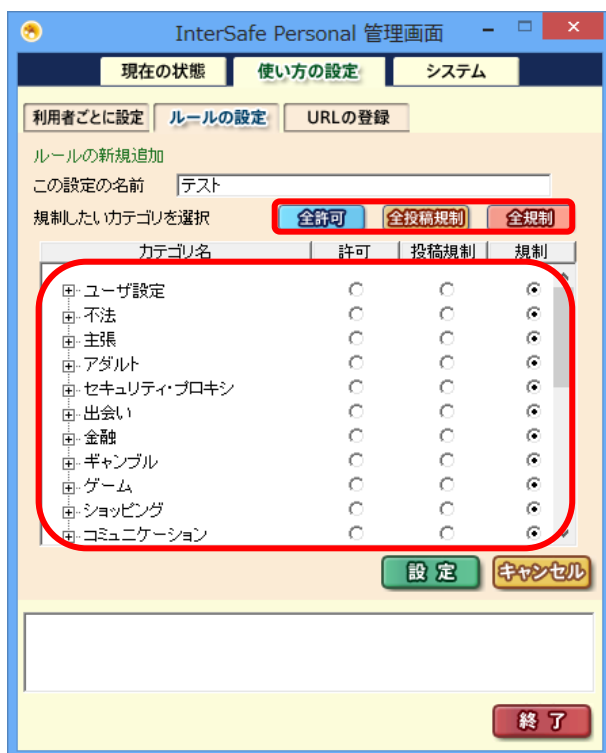 InterSafe Personal 管理画面
現在の状態 使い方の設定 システム
利用者ごとに設定 ルールの設定 URLの登録
ルールの新規追加
この設定の名前 テスト
規制したいカテゴリを選択 全許可 全投稿規制 全規制
カテゴリ名 許可 投稿規制 規制
ユーザ設定
不法
主張
アダルト
セキュリティ・プロキシ
出会い
金融
ギャンブル
ゲーム
ショッピング
コミュニケーション
設定 キャンセル
終了